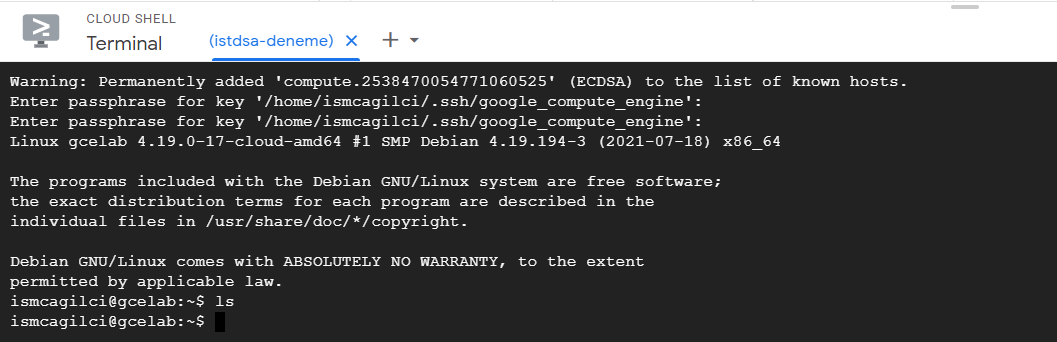 CLOUD SHELL
Terminal
(istdsa-deneme)
Warning: Permanently added 'compute.2538470054771060525' (ECDSA) to the list of known hosts.
Enter passphrase for key '/home/ismcagilci/.ssh/google_compute_engine':
Enter passphrase for key '/home/ismcagilci/.ssh/google_compute_engine':
Linux gcelab 4.19.0-17-cloud-amd64 #1 SMP Debian 4.19.194-3 (2021-07-18) x86_64
The programs included with the Debian GNU/Linux system are free software;
the exact distribution terms for each program are described in the
individual files in /usr/share/doc/*/copyright.
Debian GNU/Linux comes with ABSOLUTELY NO WARRANTY, to the extent
permitted by applicable law.
ismcagilci@gcelab:~$ ls
ismcagilci@gcelab:~$